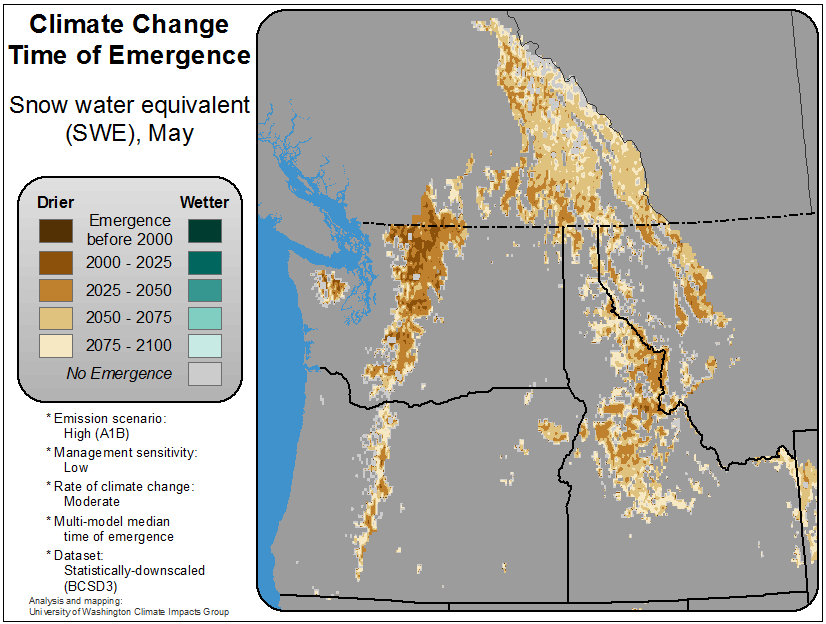 Climate Change
Time of Emergence
Snow water equivalent
(SWE), May
Drier
Wetter
Emergence
before 2000
2000 - 2025
2025 - 2050
2050 - 2075
2075 - 2100
No Emergence
* Emission scenario:
High (A1B)
* Management sensitivity:
Low
* Rate of climate change:
Moderate
* Multi-model median
time of emergence
* Dataset:
Statistically-downscaled
(BCSD3)
Analysis and mapping:
University of Washington Climate Impacts Group